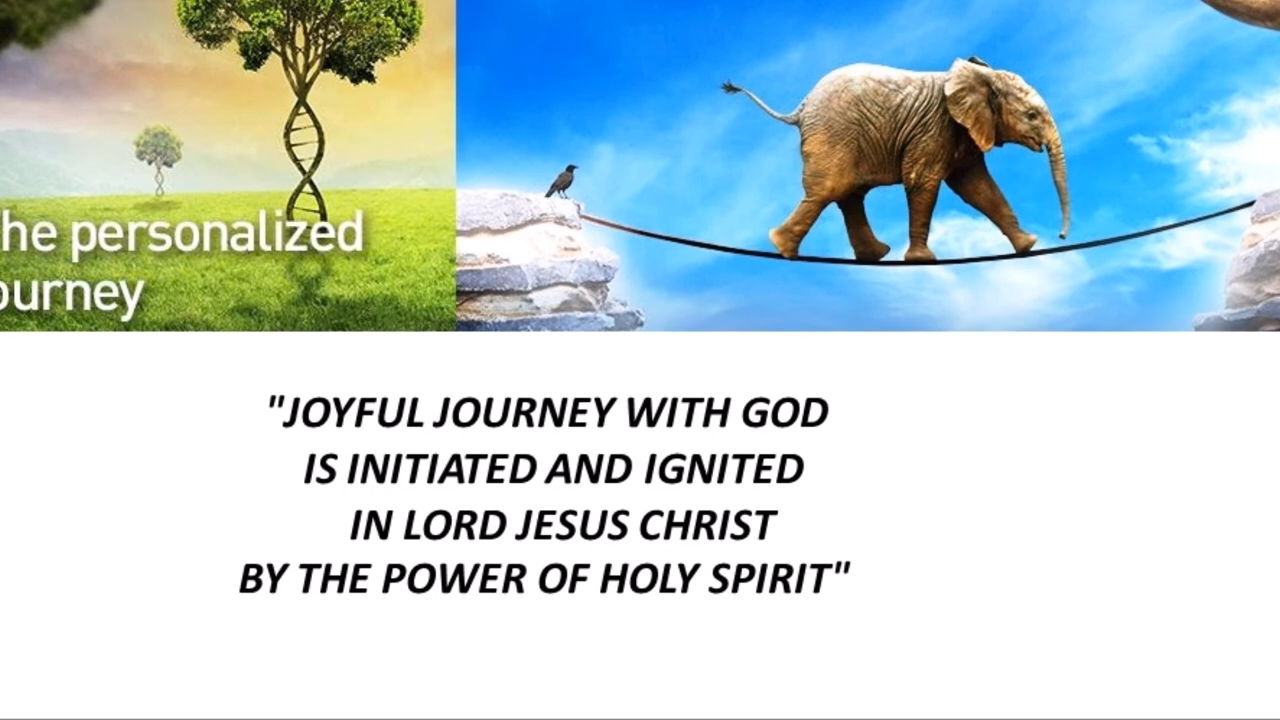 he personalized
ourney
"JOYFUL JOURNEY WITH GOD
IS INITIATED AND IGNITED
IN LORD JESUS CHRIST
BY THE POWER OF HOLY SPIRIT"